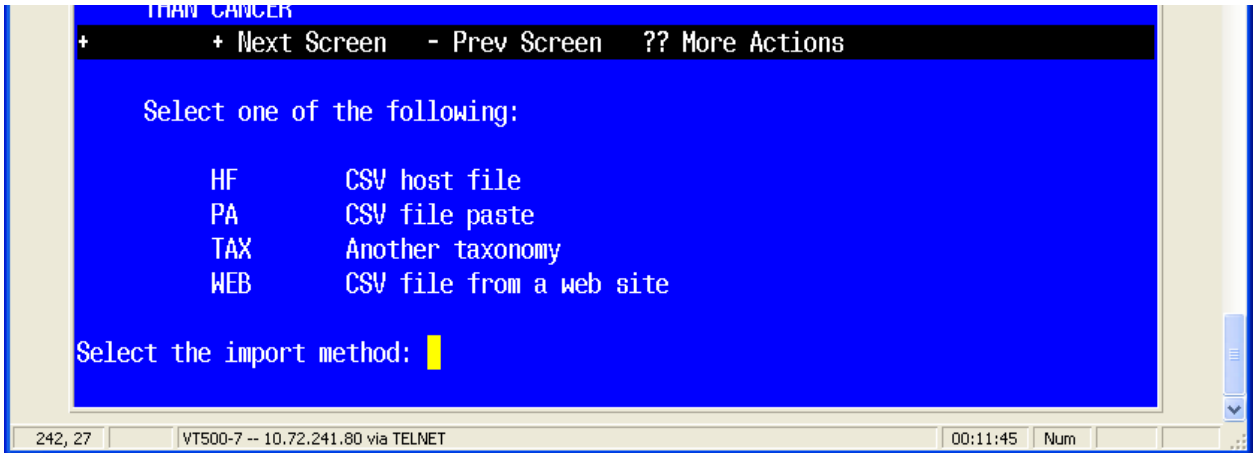 THAN CANCER
+ + Next Screen - Prev Screen ?? More Actions
Select one of the following:
HF CSV host file
PA CSV file paste
TAX Another taxonomy
WEB CSV file from a web site
Select the import method:
242, 27 VT500-7 -- 10.72.241.80 via TELNET 00:11:45 Num